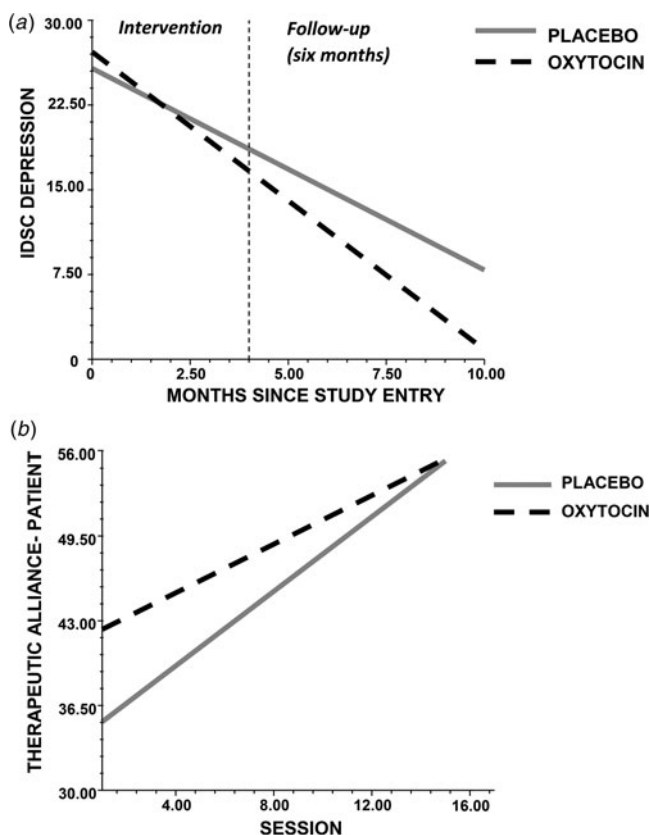 (a)
30.00
22.50
15.00
7.50
0
IDSC DEPRESSION
Intervention
Follow-up
(six months)
PLACEBO
OXYTOCIN
0 2.50 5.00 7.50 10.00
MONTHS SINCE STUDY ENTRY
(b)
56.00
49.50
43.00
36.50
30.00
THERAPEUTIC ALLIANCE- PATIENT
PLACEBO
OXYTOCIN
4.00 8.00 12.00 16.00
SESSION